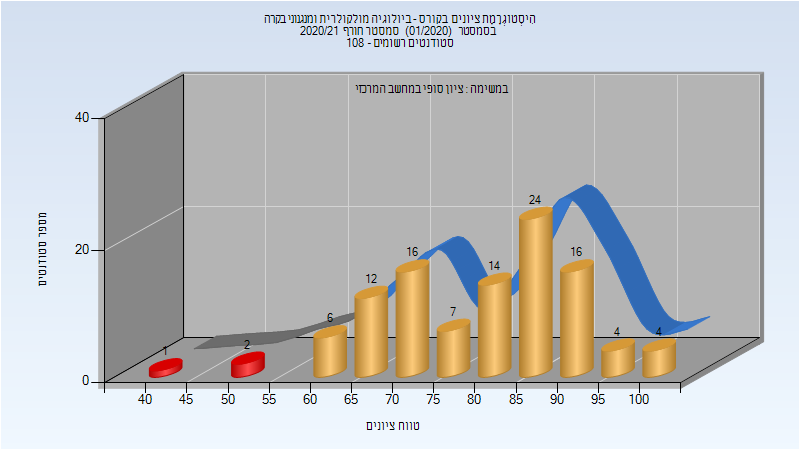 היסטוגרמת ציונים בקורס - ביולוגיה מולקולרית ומנגנוני בקרה
בסמסטר (01/2020) סמסטר חורף 2020/21
סטודנטים רשומים - 108
במשימה : ציון סופי במחשב המרכזי
מספר סטודנטים
40
20
0
1
2
6
12
16
7
14
24
16
4
4
40 45 50 55 60 65 70 75 80 85 90 95 100
טווח ציונים